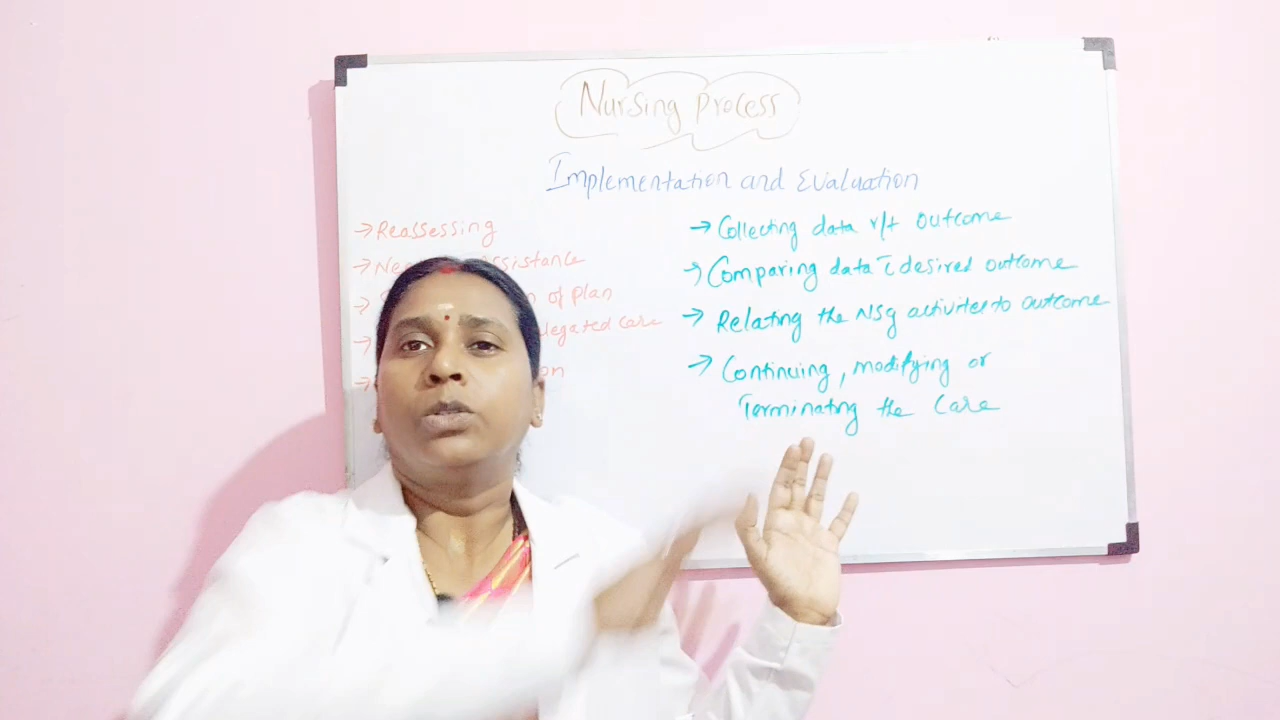 Nursing Process
Implementation and Evaluation
→ Reassessing
→ assistance
→ of plan
→ care
→
→ Collecting data r/t outcome
→ Comparing data c̄ desired outcome
→ Relating the NSg activities to outcome
→ Continuing, modifying or
Terminating the Care